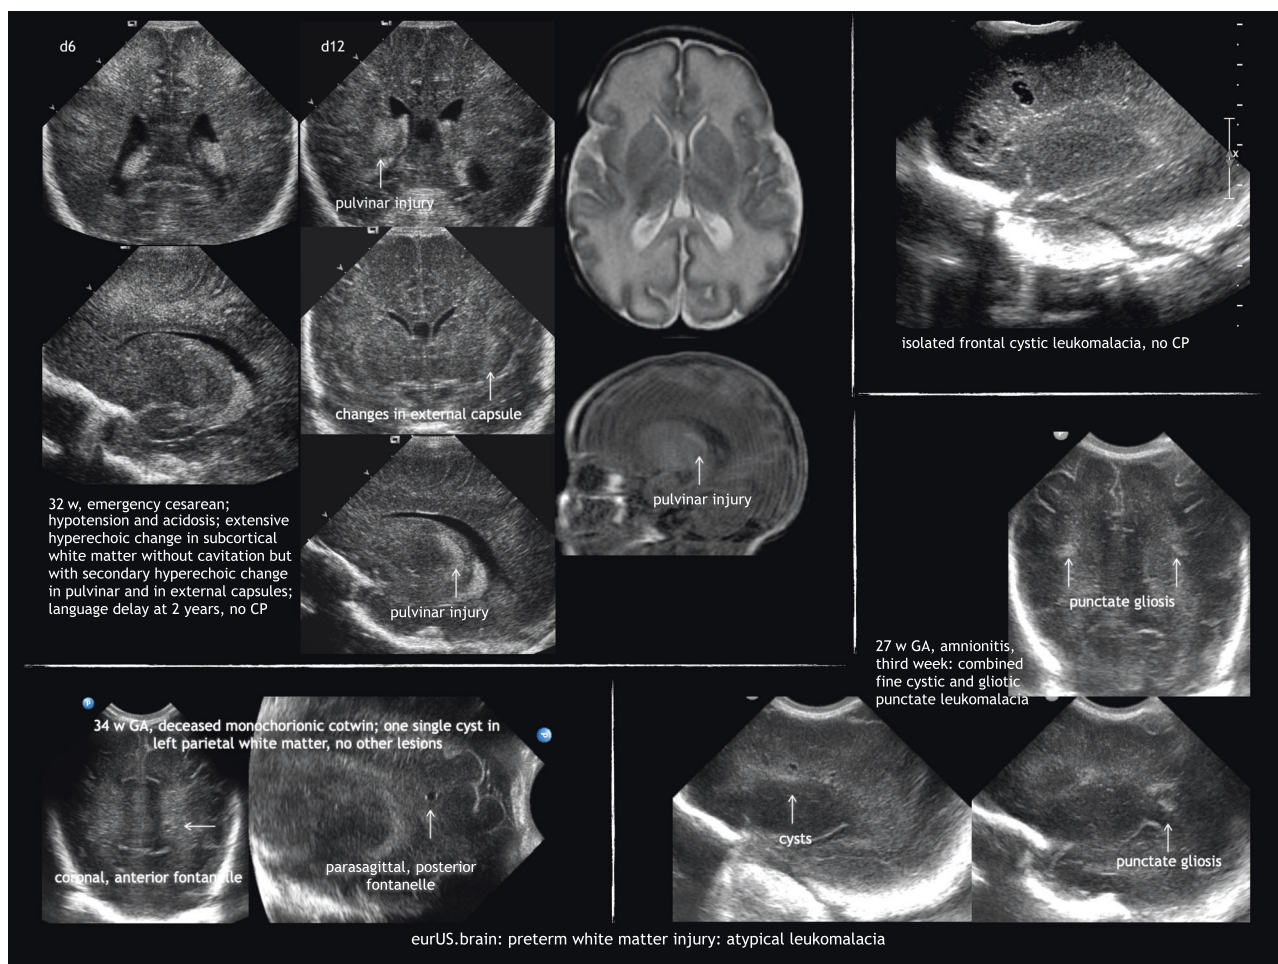 d6
d12
pulvinar injury
changes in external capsule
pulvinar injury
pulvinar injury
32 w, emergency cesarean;
hypotension and acidosis; extensive
hyperechoic change in subcortical
white matter without cavitation but
with secondary hyperechoic change
in pulvinar and in external capsules;
language delay at 2 years, no CP
x
isolated frontal cystic leukomalacia, no CP
punctate gliosis
27 w GA, amnionitis,
third week: combined
fine cystic and gliotic
punctate leukomalacia
cysts
punctate gliosis
P
34 w GA, deceased monochorionic cotwin; one single cyst in
left parietal white matter, no other lesions
P
coronal, anterior fontanelle
parasagittal, posterior
fontanelle
eurUS.brain: preterm white matter injury: atypical leukomalacia